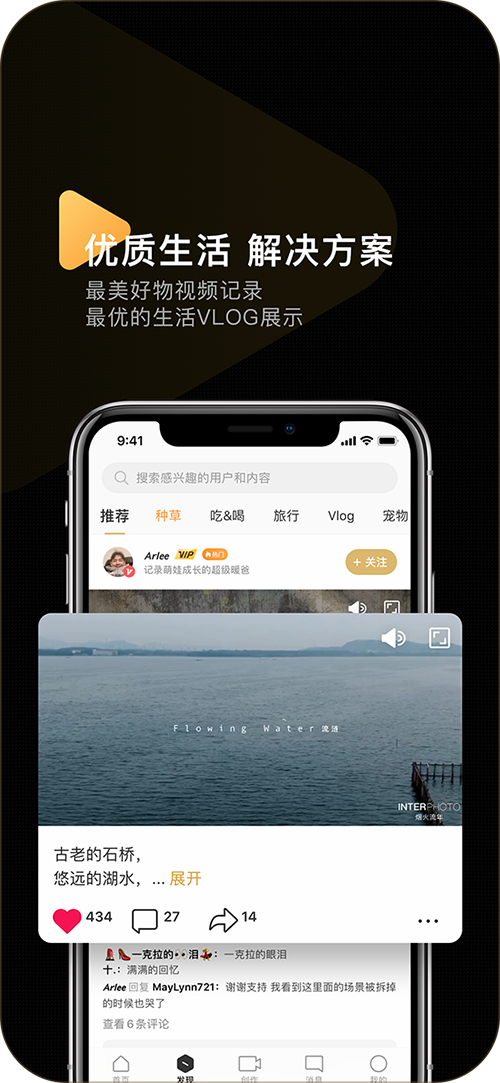 优质生活 解决方案
最美好物视频记录
最优的生活VLOG展示
9:41
搜索感兴趣的用户和内容
推荐 种草 吃&喝 旅行 Vlog 宠物
Arlee VIP 热门
记录萌娃成长的超级暖爸
+ 关注
Flowing Water 流涟
INTERPHOTO
烟火流年
古老的石桥，
悠远的湖水，... 展开
434 27 14
一克拉的👀泪💃：一克拉的眼泪
十.：满满的回忆
Arlee 回复 MayLynn721：谢谢支持 我看到这里面的场景被拆掉
的时候也哭了
查看6条评论
首页 发现 创作 消息 我的